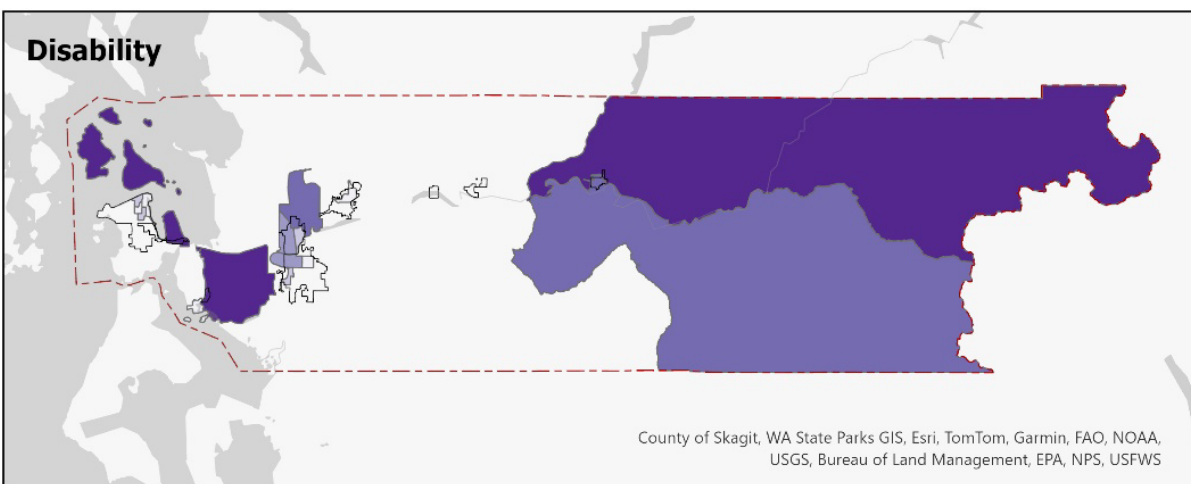 Disability
County of Skagit, WA State Parks GIS, Esri, TomTom, Garmin, FAO, NOAA,
USGS, Bureau of Land Management, EPA, NPS, USFWS